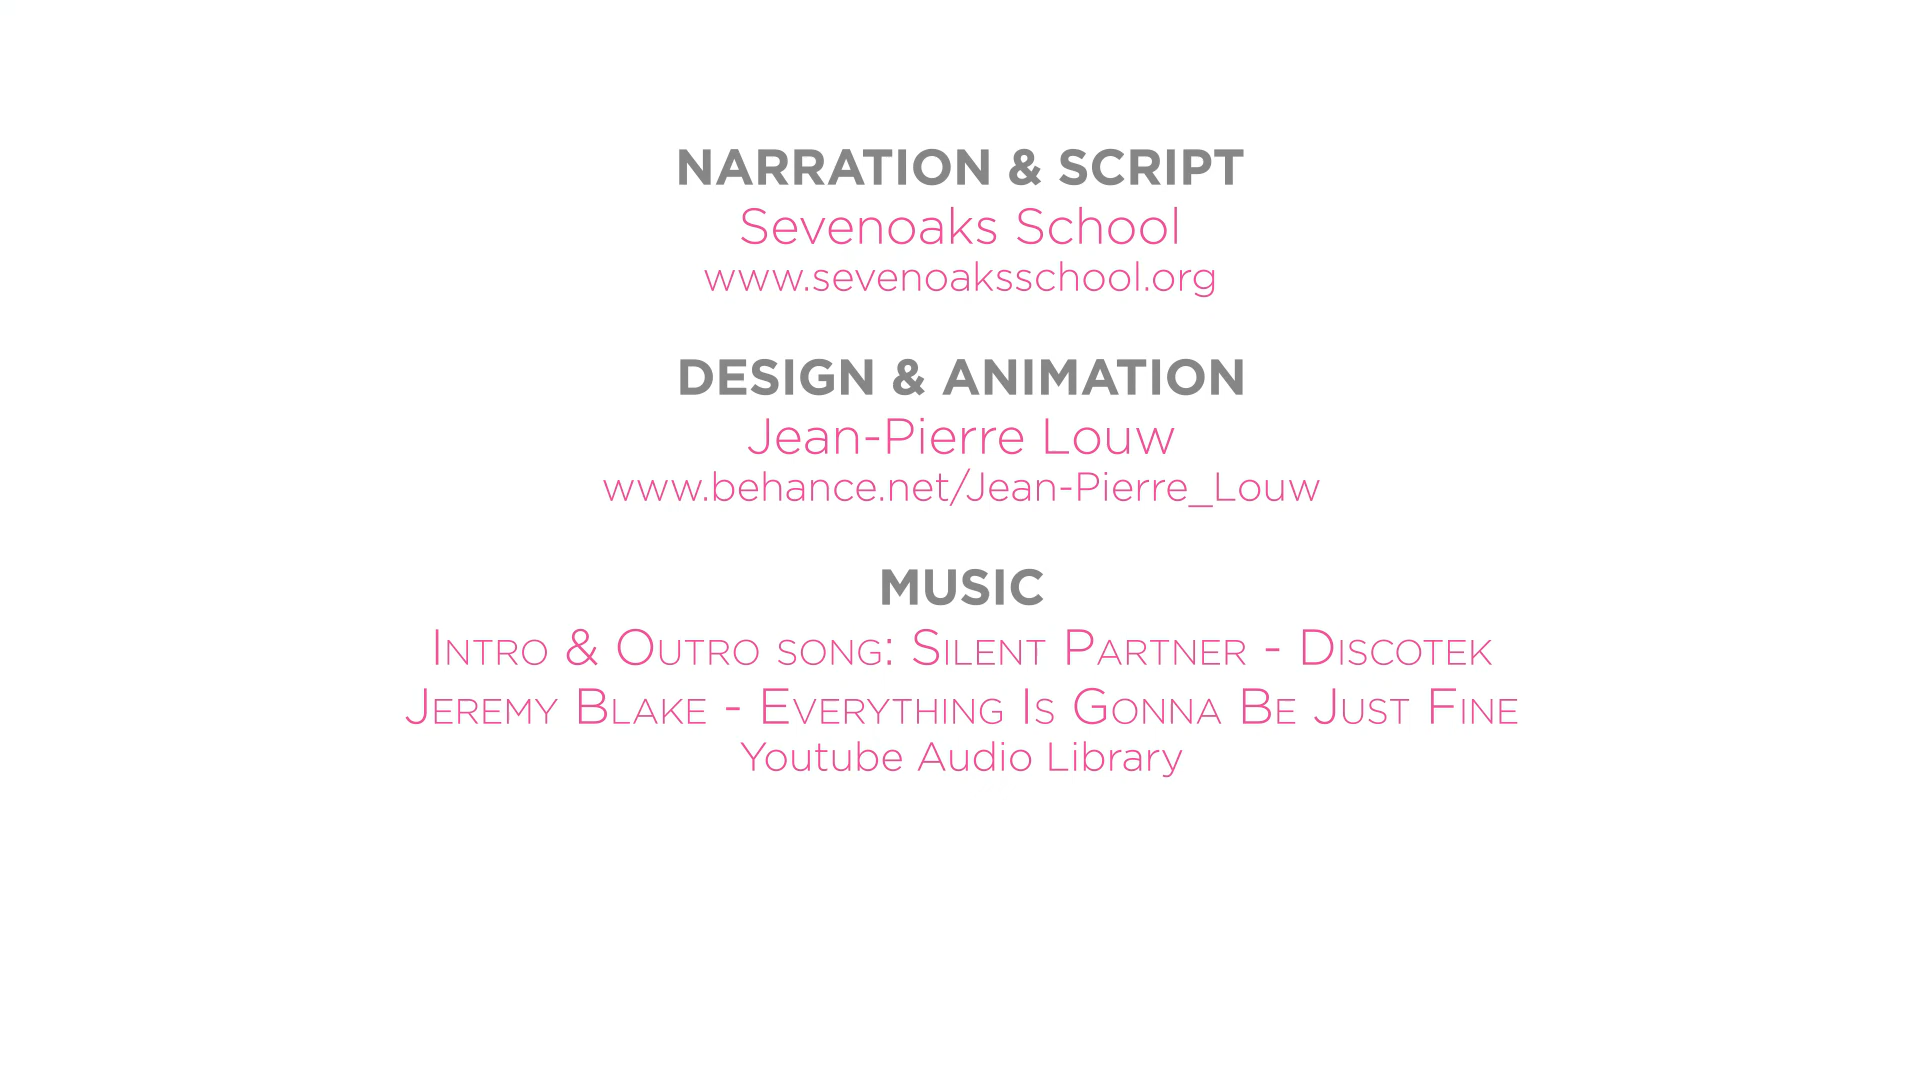 NARRATION & SCRIPT
Sevenoaks School
www.sevenoaksschool.org
DESIGN & ANIMATION
Jean-Pierre Louw
www.behance.net/Jean-Pierre_Louw
MUSIC
Intro & Outro song: Silent Partner - Discotek
Jeremy Blake - Everything Is Gonna Be Just Fine
Youtube Audio Library